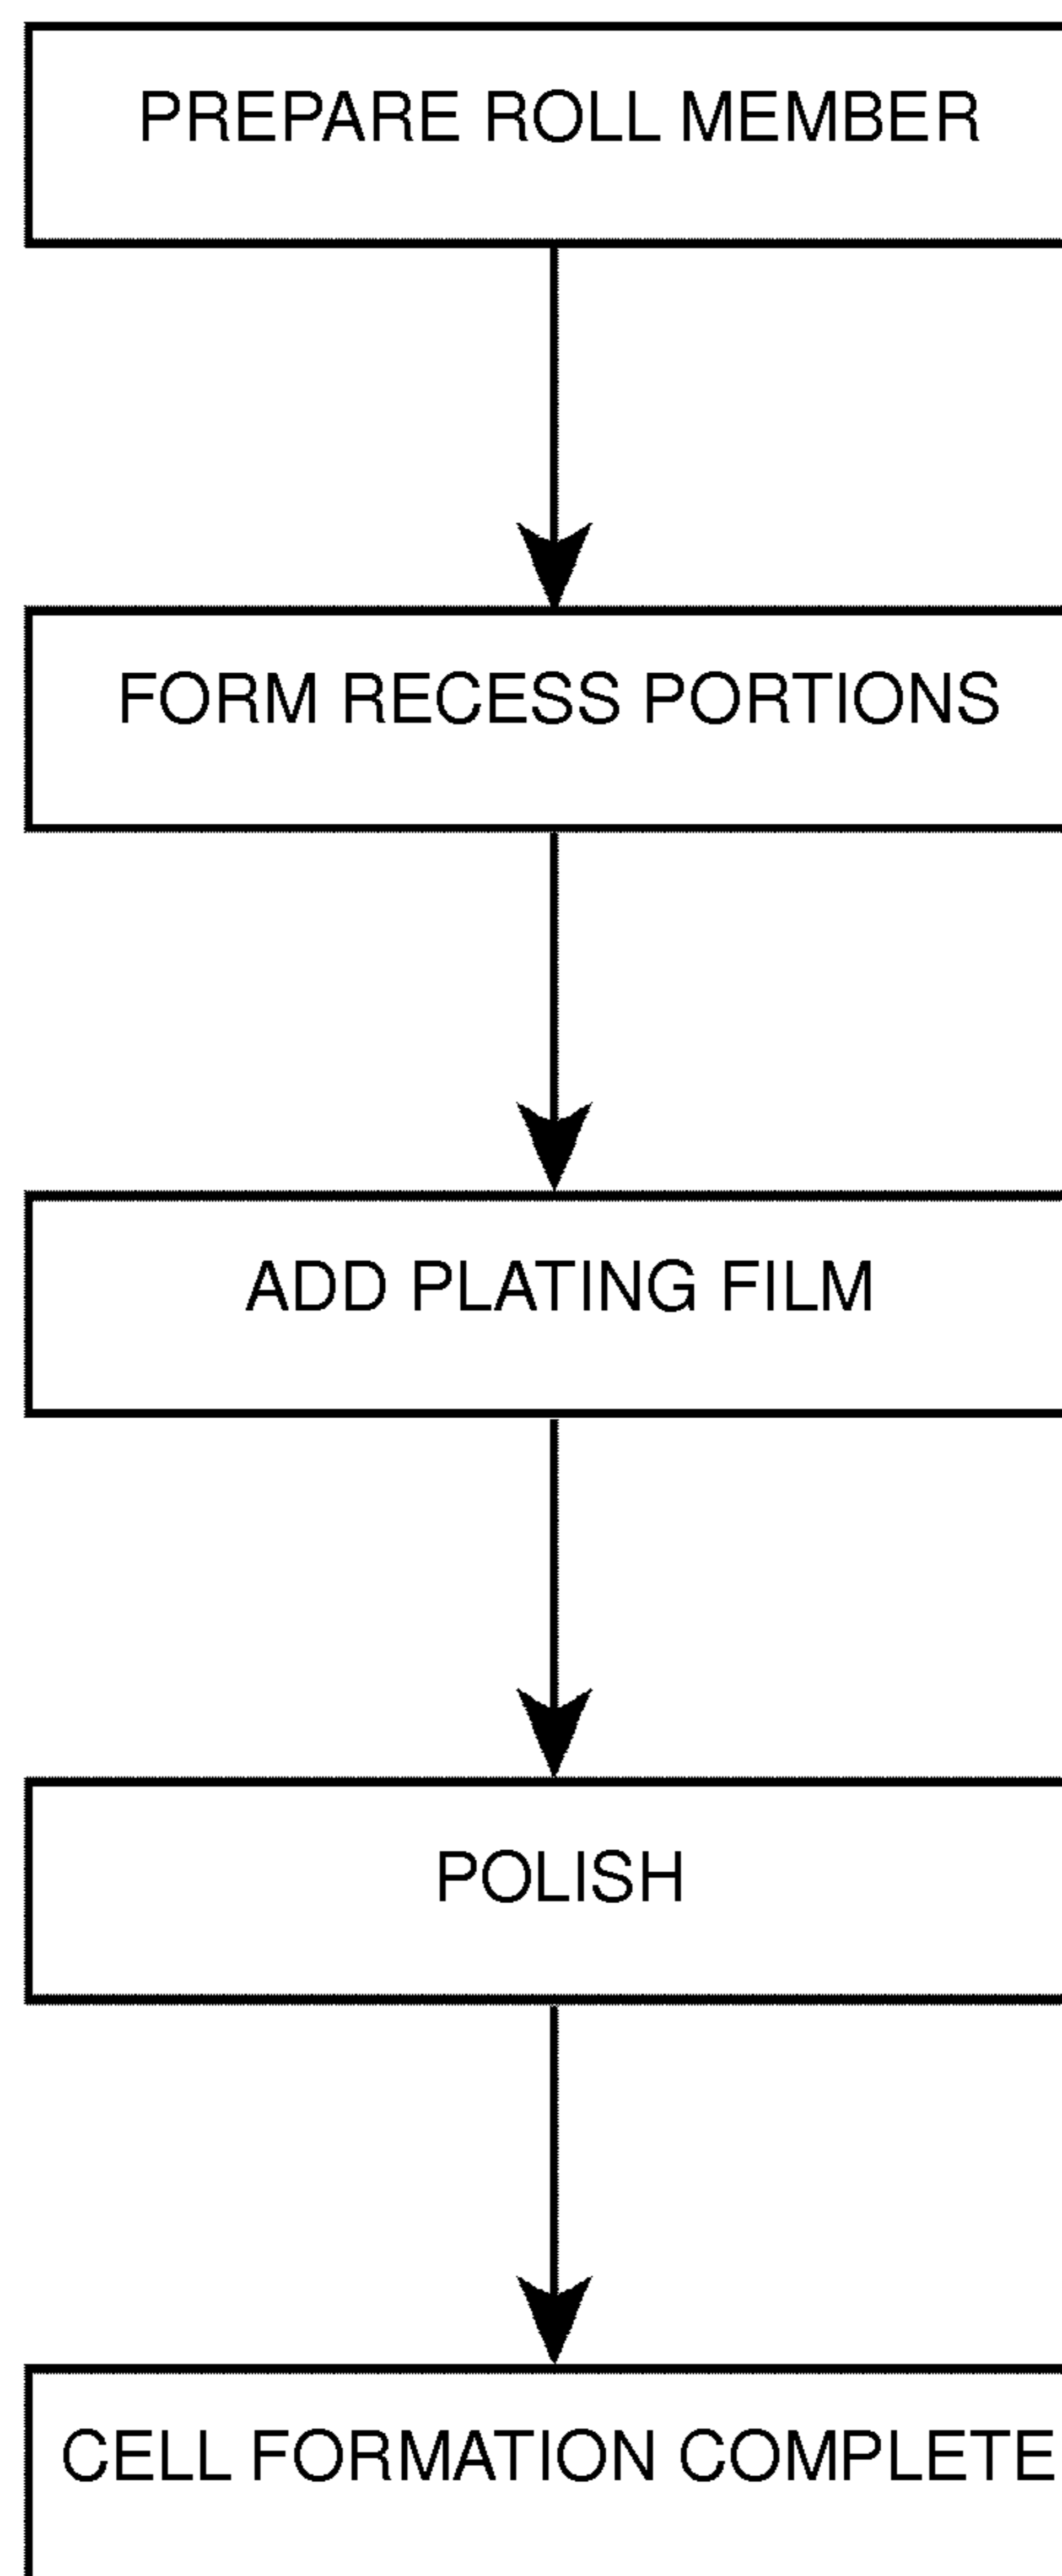 PREPARE ROLL MEMBER
FORM RECESS PORTIONS
ADD PLATING FILM
POLISH
CELL FORMATION COMPLETE